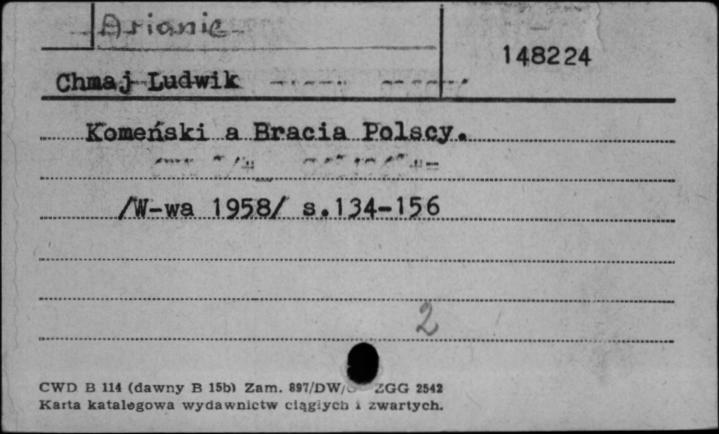 Arianie
148224
Chmaj Ludwik
Komeński a Bracia Polscy.
/W-wa 1958/ s.134-156
2
CWD B 114 (dawny B 15b) Zam. 897/DW/ ZGG 2542
Karta katalogowa wydawnictw ciągłych i zwartych.